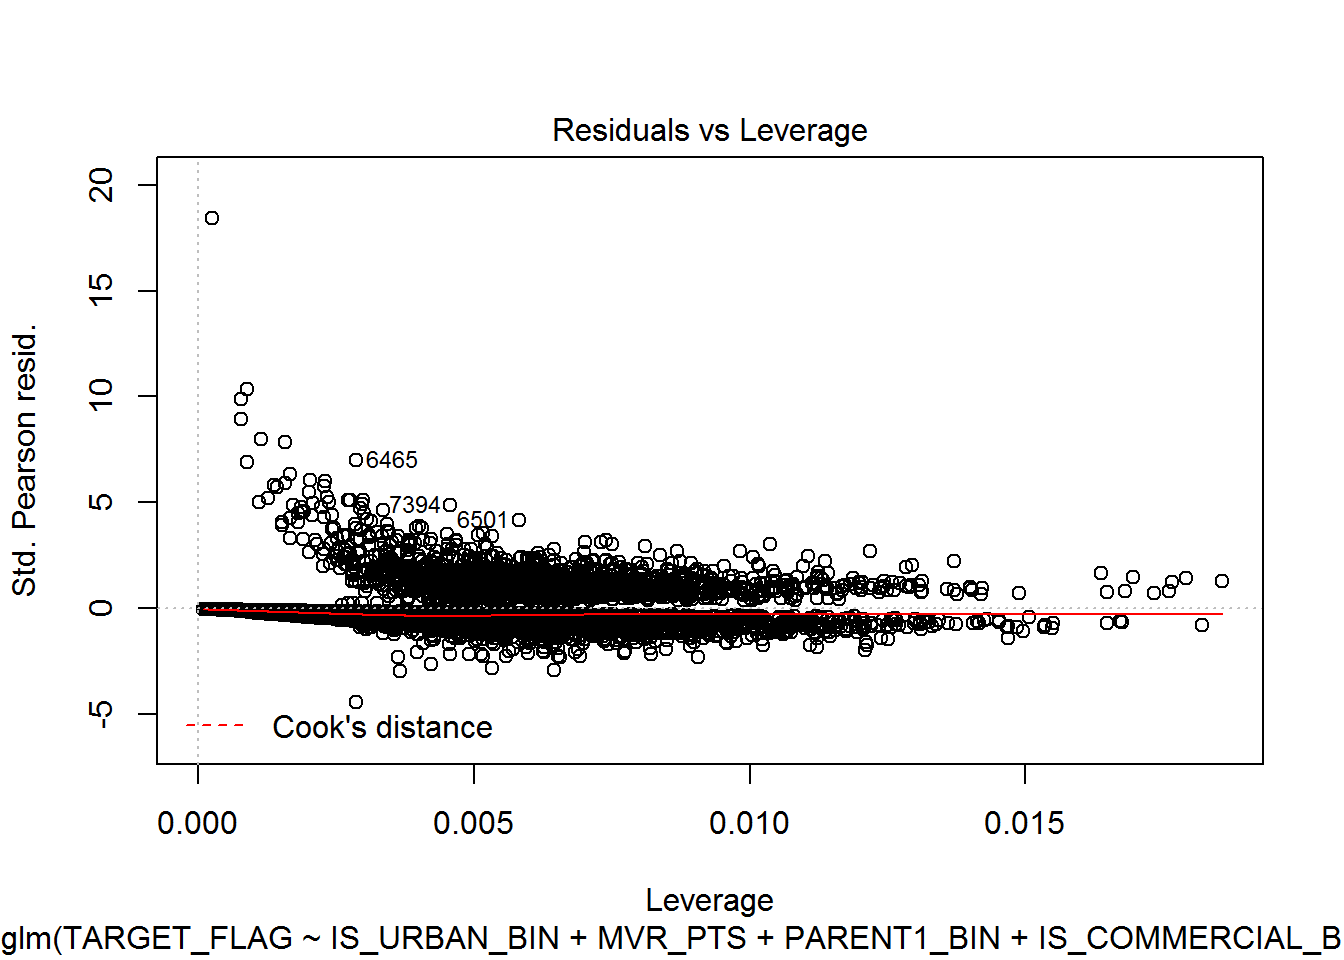 Residuals vs Leverage
Std. Pearson resid.
20
15
10
5
0
-5
6465
7394
6501
Cook's distance
0.000 0.005 0.010 0.015
Leverage
glm(TARGET_FLAG ~ IS_URBAN_BIN + MVR_PTS + PARENT1_BIN + IS_COMMERCIAL_B